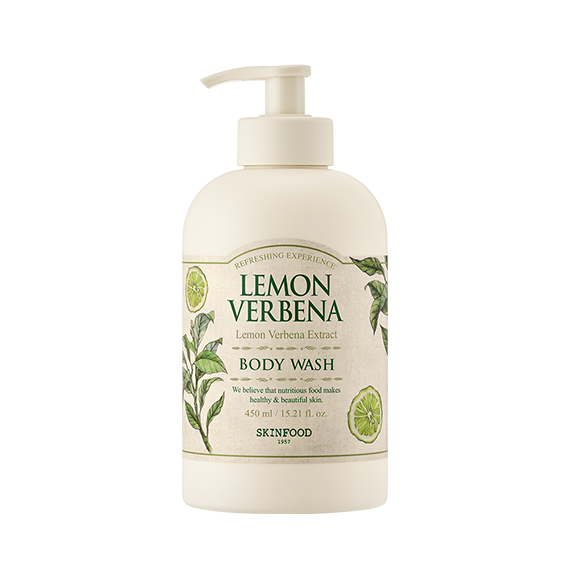 REFRESHING EXPERIENCE
LEMON
VERBENA
Lemon Verbena Extract
BODY WASH
We believe that nutritious food makes
healthy & beautiful skin.
450 ml / 15.21 fl. oz.
SKINFOOD
1957